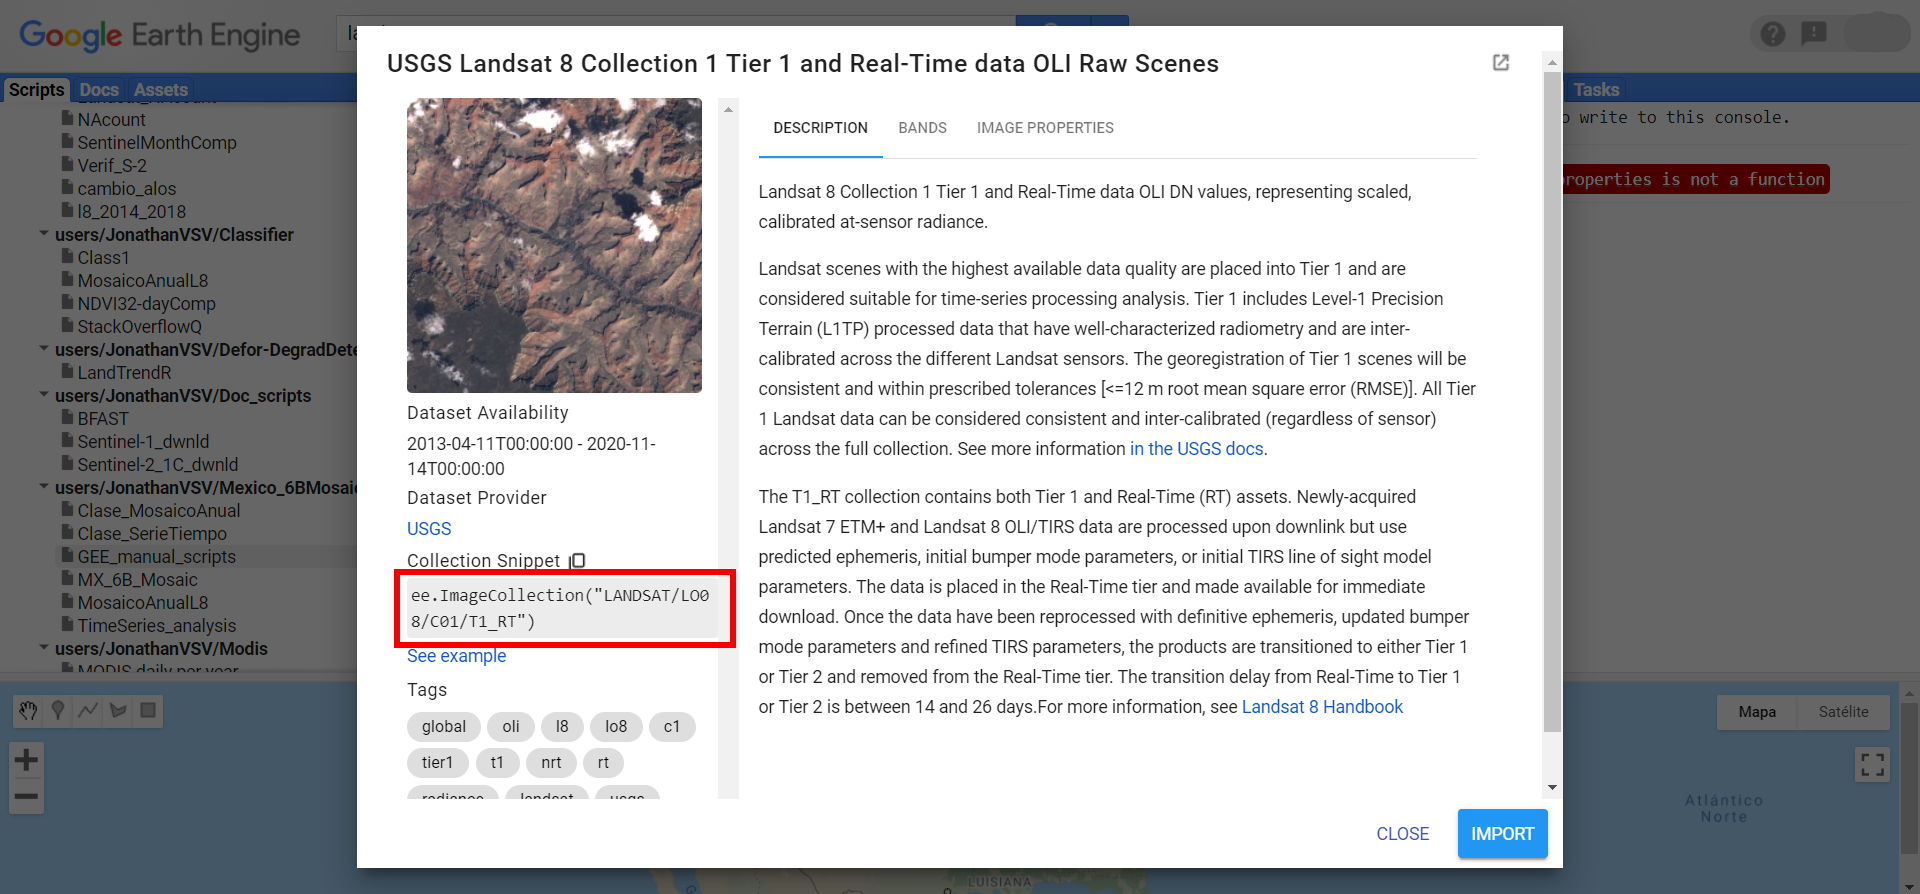 Google Earth Engine
Scripts
Docs
Assets
NAcount
SentinelMonthComp
Verif_S-2
cambio_alos
l8_2014_2018
users/JonathanVSV/Classifier
Class1
MosaicoAnualL8
NDVI32-dayComp
StackOverflowQ
users/JonathanVSV/Defor-DegradDete
LandTrendR
users/JonathanVSV/Doc_scripts
BFAST
Sentinel-1_dwnld
Sentinel-2_1C_dwnld
users/JonathanVSV/Mexico_6BMosaic
Clase_MosaicoAnual
Clase_SerieTiempo
GEE_manual_scripts
MX_6B_Mosaic
MosaicoAnualL8
TimeSeries_analysis
users/JonathanVSV/Modis
MODIS daily per year
USGS Landsat 8 Collection 1 Tier 1 and Real-Time data OLI Raw Scenes
Dataset Availability
2013-04-11T00:00:00 - 2020-11-
14T00:00:00
Dataset Provider
USGS
Collection Snippet
ee.ImageCollection("LANDSAT/LO0
8/C01/T1_RT")
See example
Tags
global
oli
l8
lo8
c1
tier1
t1
nrt
rt
radiance
landsat
usgs
DESCRIPTION
BANDS
IMAGE PROPERTIES
Landsat 8 Collection 1 Tier 1 and Real-Time data OLI DN values, representing scaled,
calibrated at-sensor radiance.
Landsat scenes with the highest available data quality are placed into Tier 1 and are
considered suitable for time-series processing analysis. Tier 1 includes Level-1 Precision
Terrain (L1TP) processed data that have well-characterized radiometry and are inter-
calibrated across the different Landsat sensors. The georegistration of Tier 1 scenes will be
consistent and within prescribed tolerances [<=12 m root mean square error (RMSE)]. All Tier
1 Landsat data can be considered consistent and inter-calibrated (regardless of sensor)
across the full collection. See more information in the USGS docs.
The T1_RT collection contains both Tier 1 and Real-Time (RT) assets. Newly-acquired
Landsat 7 ETM+ and Landsat 8 OLI/TIRS data are processed upon downlink but use
predicted ephemeris, initial bumper mode parameters, or initial TIRS line of sight model
parameters. The data is placed in the Real-Time tier and made available for immediate
download. Once the data have been reprocessed with definitive ephemeris, updated bumper
mode parameters and refined TIRS parameters, the products are transitioned to either Tier 1
or Tier 2 and removed from the Real-Time tier. The transition delay from Real-Time to Tier 1
or Tier 2 is between 14 and 26 days.For more information, see Landsat 8 Handbook
CLOSE
IMPORT
Tasks
write to this console.
roperties is not a function
Mapa
Satélite
Atlántico
Norte
LUISIANA